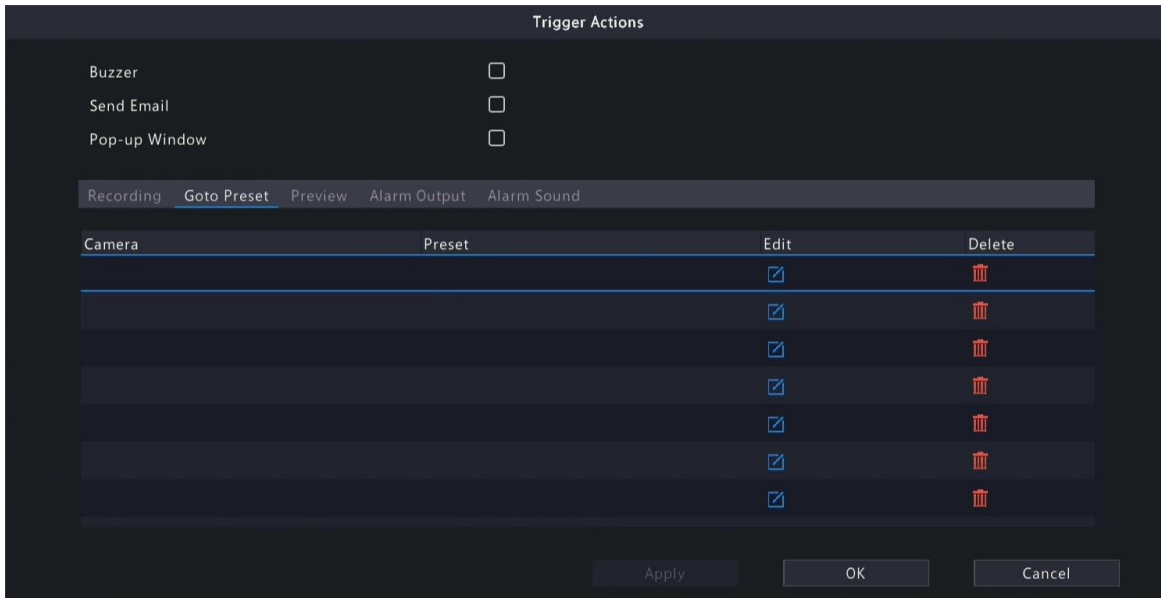 Trigger Actions
Buzzer
Send Email
Pop-up Window
Recording Goto Preset Preview Alarm Output Alarm Sound
Camera Preset Edit Delete
Apply OK Cancel